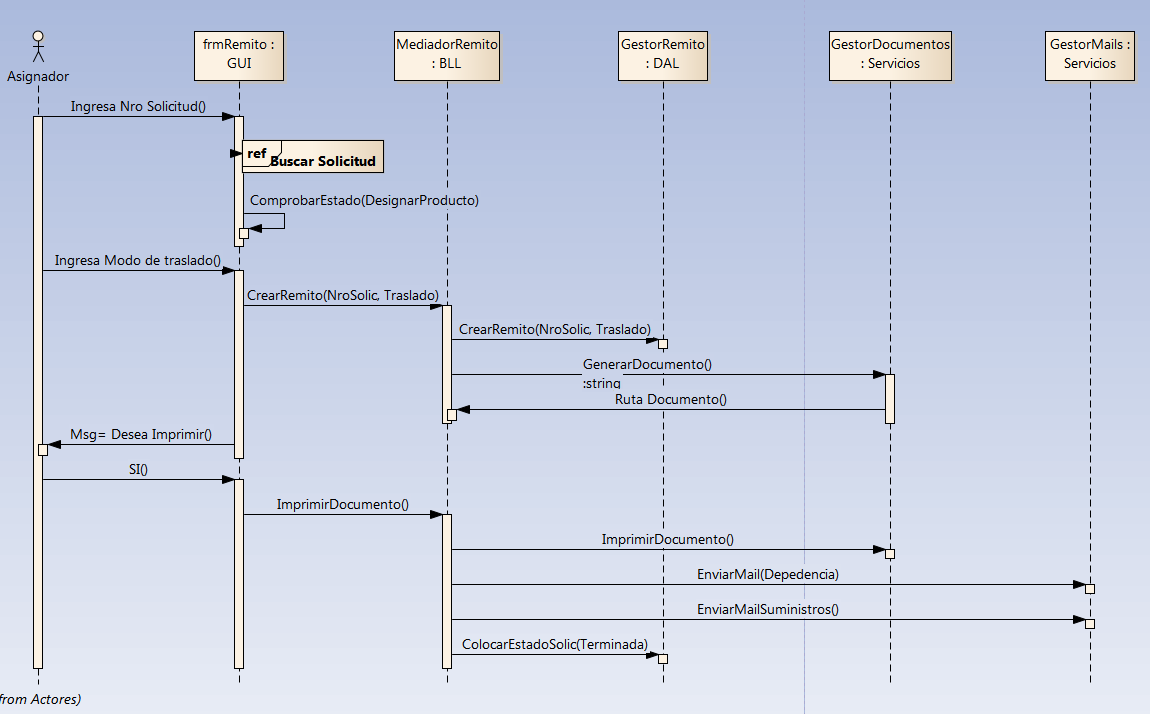 frmRemito :
GUI
MediadorRemito
: BLL
GestorRemito
: DAL
GestorDocumentos
: Servicios
GestorMails :
Servicios
Asignador
Ingresa Nro Solicitud()
ref
Buscar Solicitud
ComprobarEstado(DesignarProducto)
Ingresa Modo de traslado()
CrearRemito(NroSolic, Traslado)
CrearRemito(NroSolic, Traslado)
GenerarDocumento()
:string
Ruta Documento()
Msg= Desea Imprimir()
SI()
ImprimirDocumento()
ImprimirDocumento()
EnviarMail(Depedencia)
EnviarMailSuministros()
ColocarEstadoSolic(Terminada)
from Actores)